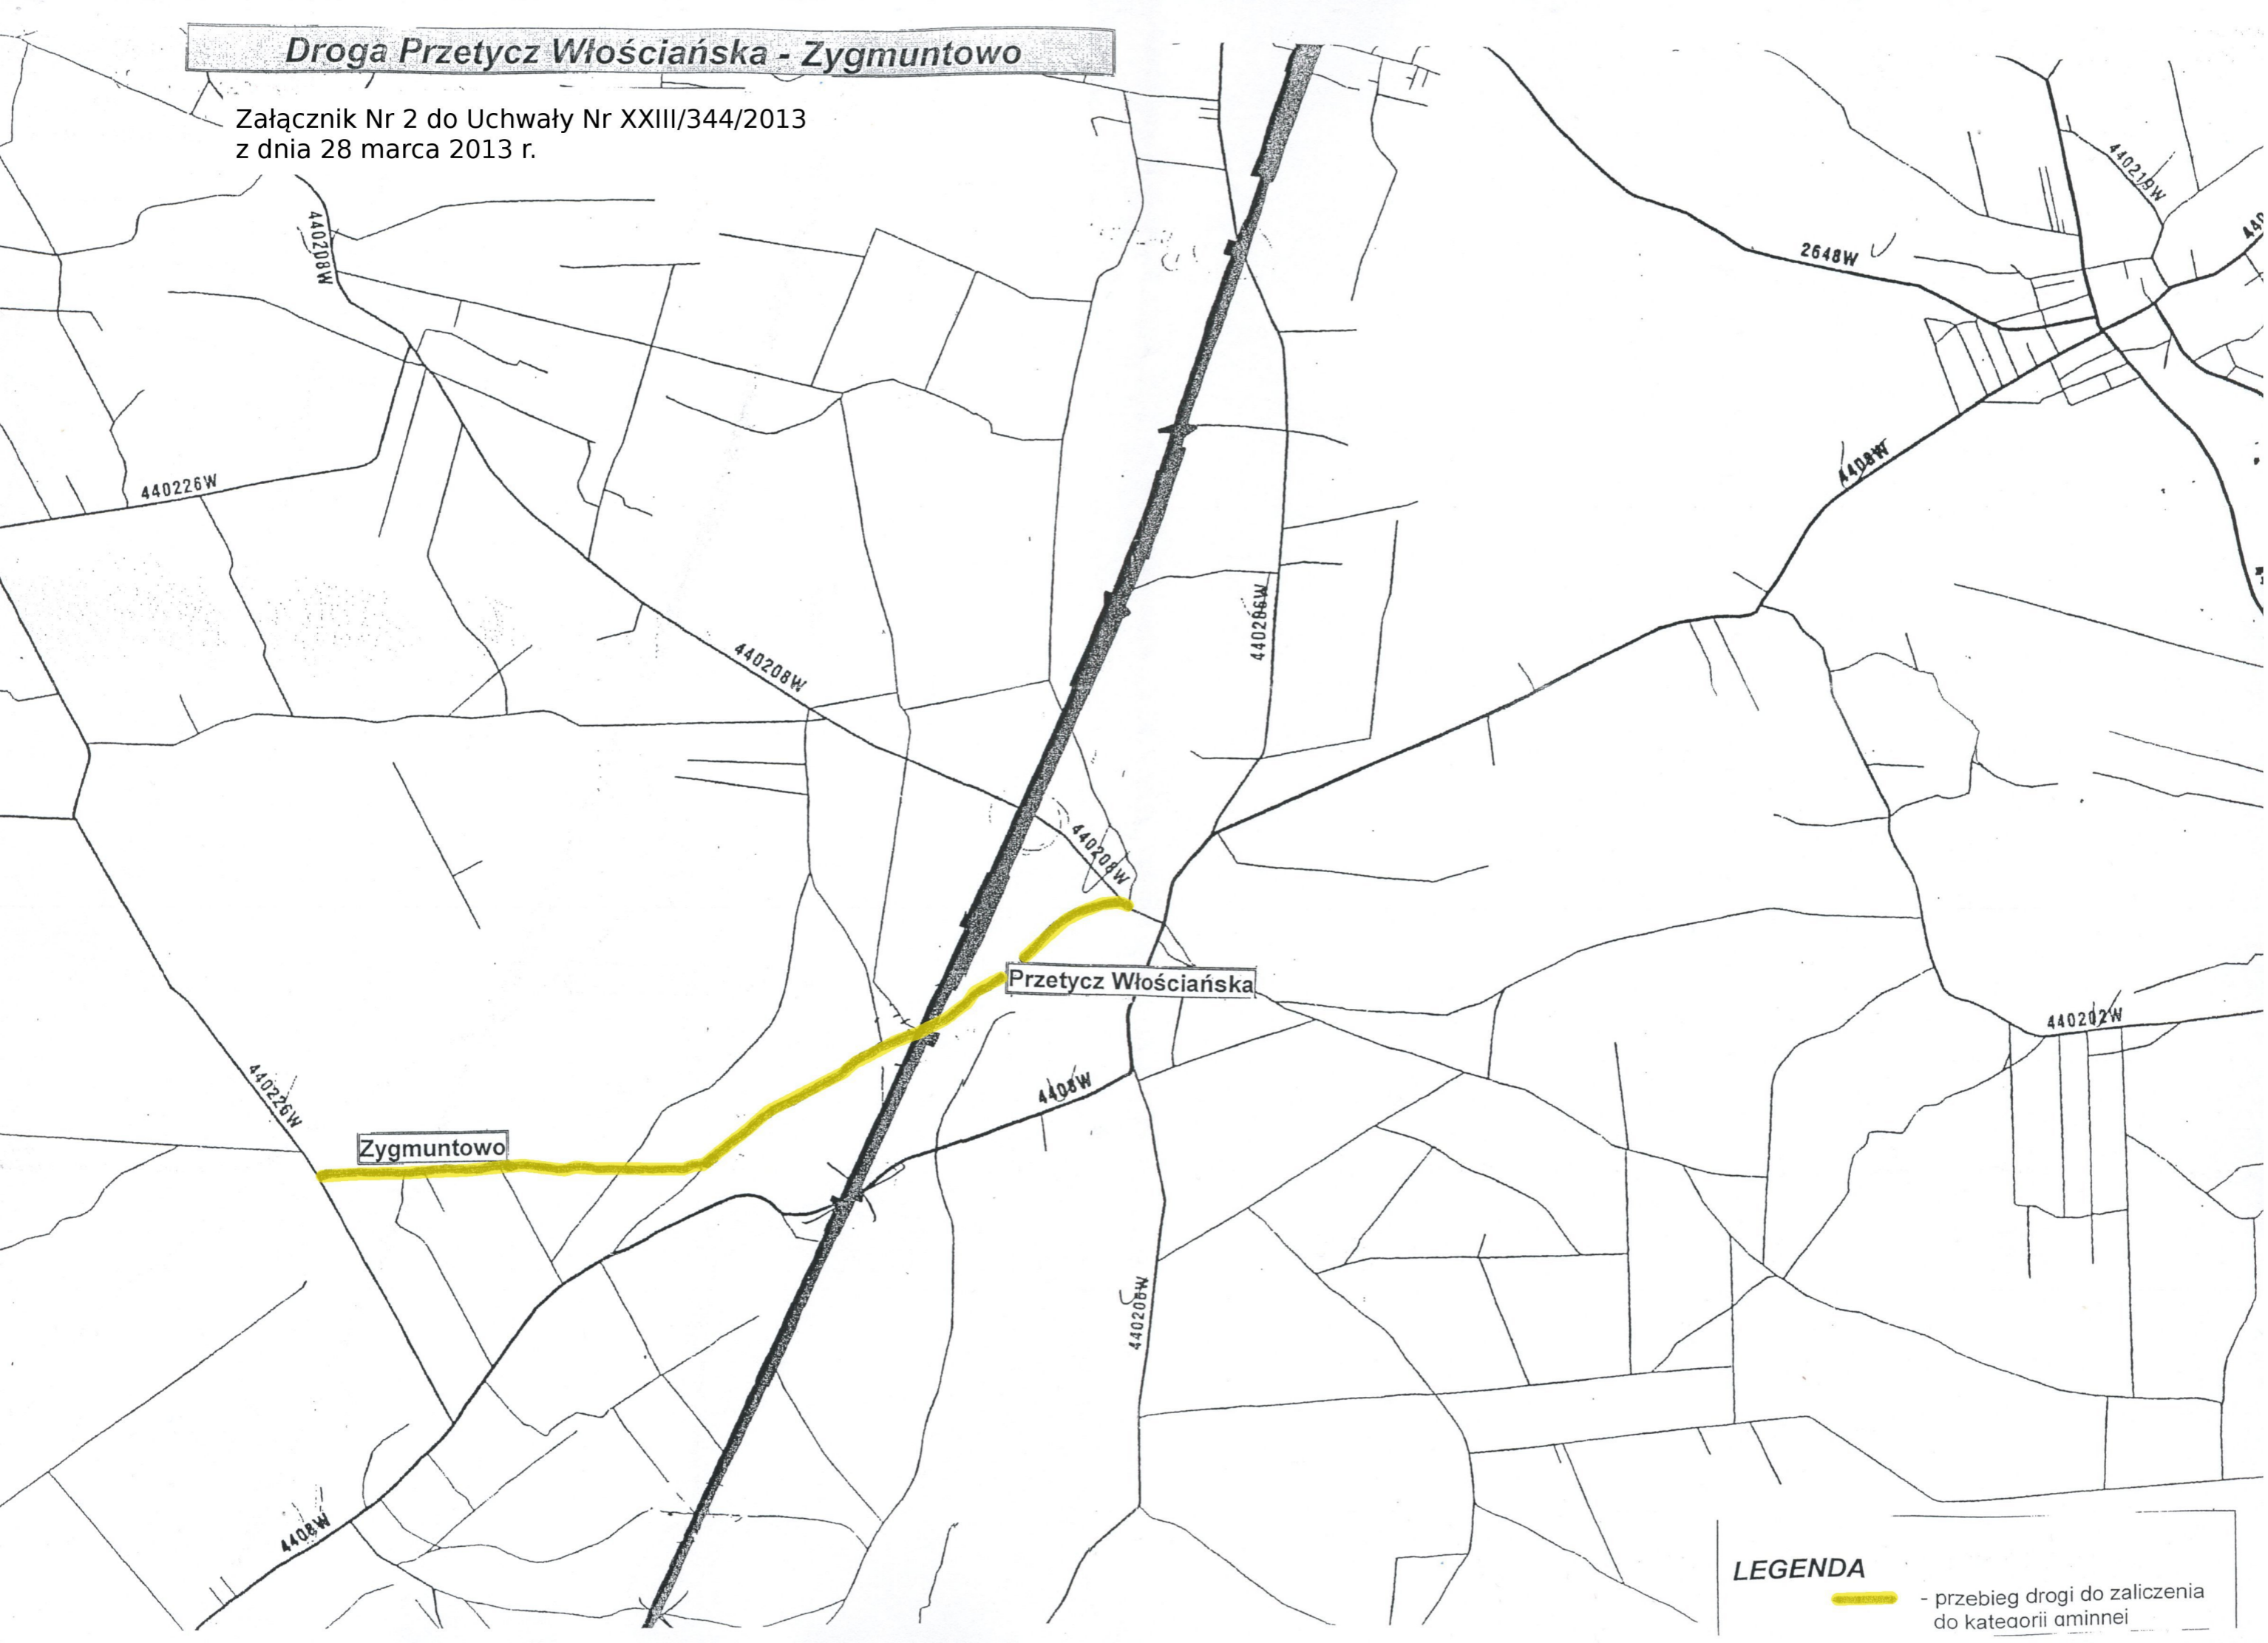 Droga Przetycz Włościańska - Zygmuntowo
Załącznik Nr 2 do Uchwały Nr XXIII/344/2013
z dnia 28 marca 2013 r.
440208W
440219W
2648W
440226W
4408W
440208W
440208W
Przetycz Włościańska
440202W
440226W
4408W
Zygmuntowo
440206W
4408W
LEGENDA
- przebieg drogi do zaliczenia
do kategorii gminnej